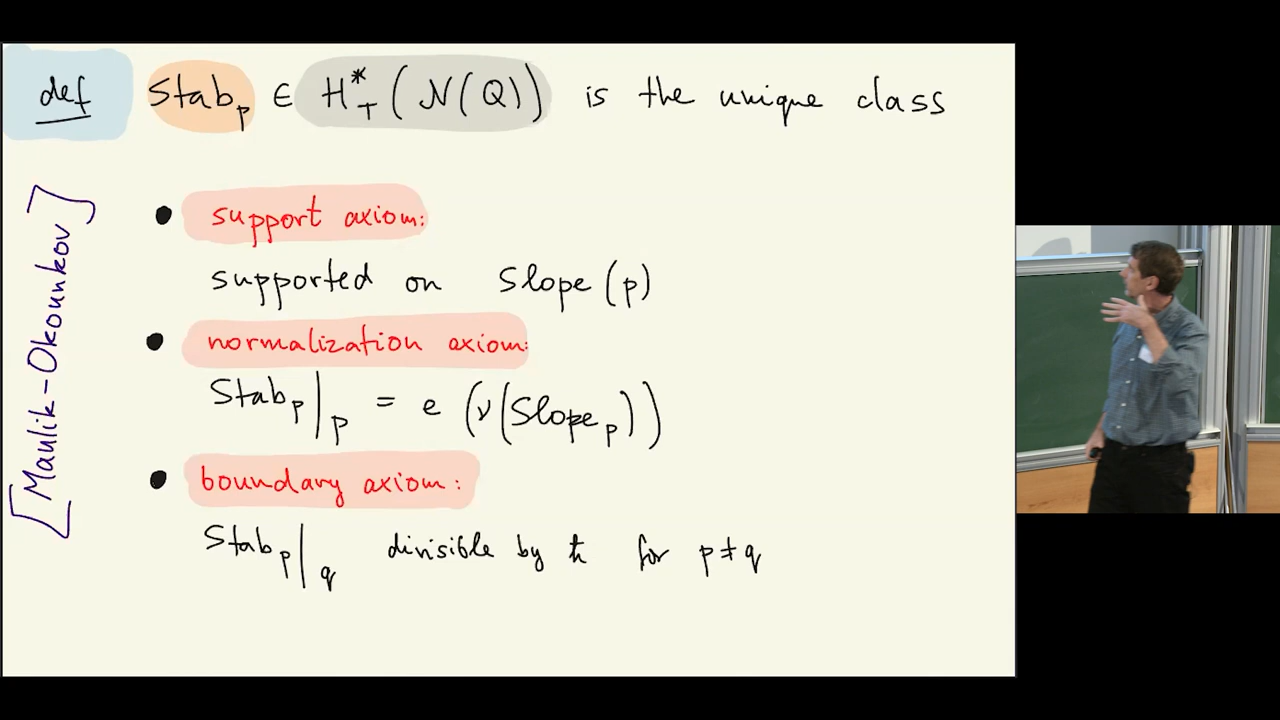 def Stab_p ∈ H*_T (N(Q)) is the unique class
[Maulik-Okounkov]
• support axiom:
supported on Slope (p)
• normalization axiom:
Stab_p|_p = e (ν(Slope_p))
• boundary axiom:
Stab_p|_q divisible by ħ for p≠q